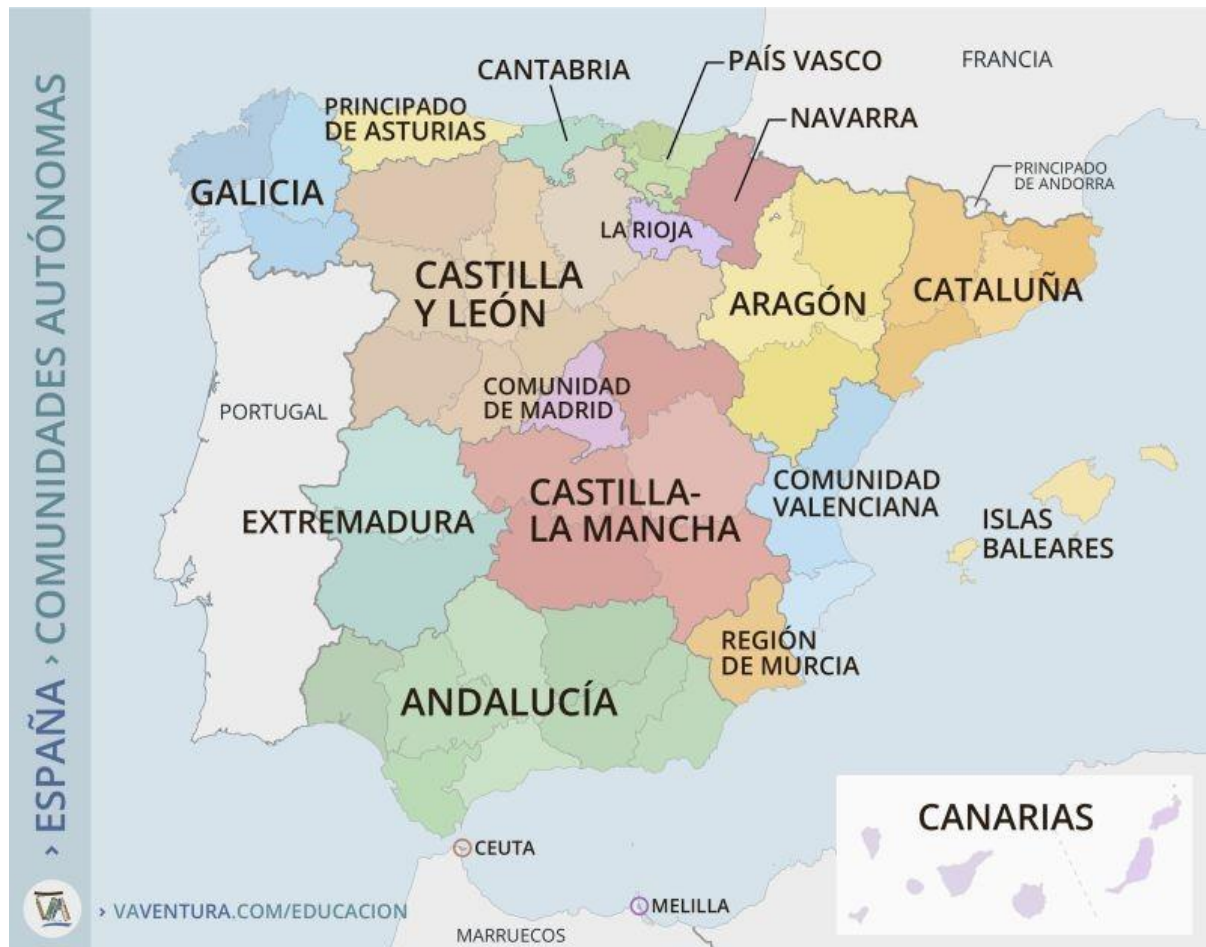 › ESPAÑA › COMUNIDADES AUTÓNOMAS
CANTABRIA
PAÍS VASCO
FRANCIA
PRINCIPADO
DE ASTURIAS
NAVARRA
PRINCIPADO
DE ANDORRA
GALICIA
LA RIOJA
CASTILLA
Y LEÓN
ARAGÓN
CATALUÑA
PORTUGAL
COMUNIDAD
DE MADRID
EXTREMADURA
CASTILLA-
LA MANCHA
COMUNIDAD
VALENCIANA
ISLAS
BALEARES
REGIÓN
DE MURCIA
ANDALUCÍA
CANARIAS
CEUTA
MELILLA
MARRUECOS
› VAVENTURA.COM/EDUCACION